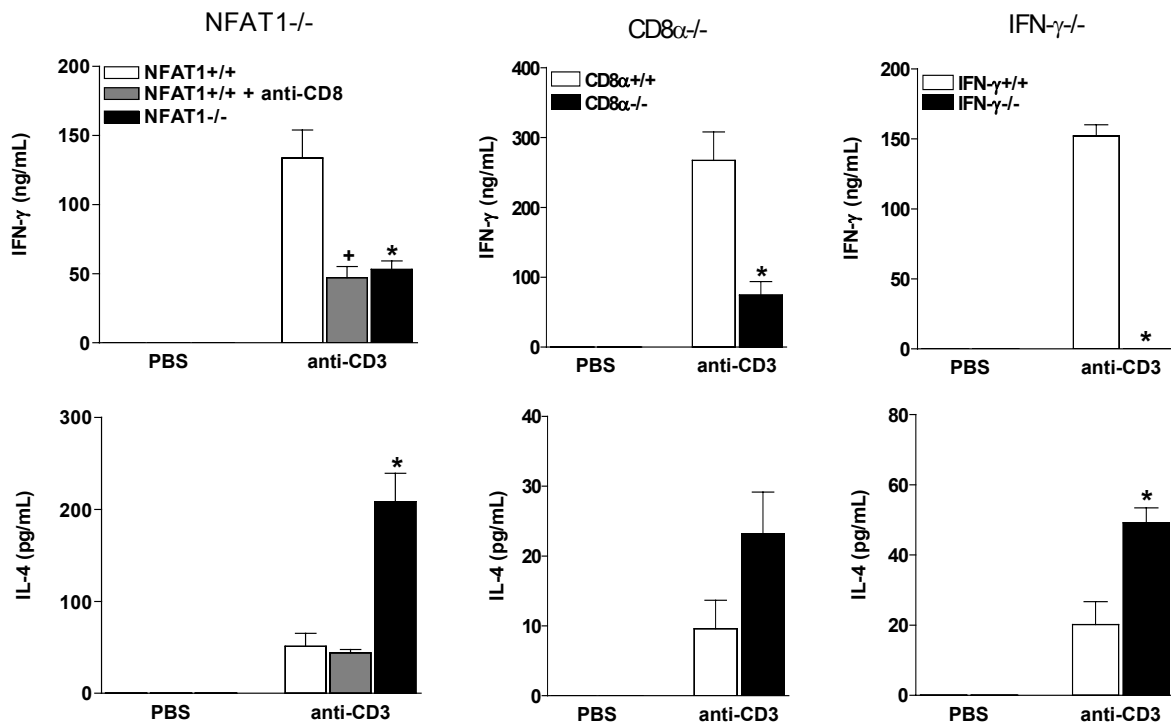 NFAT1-/-
CD8α-/-
IFN-γ-/-
NFAT1+/+
NFAT1+/+ + anti-CD8
NFAT1-/-
200
150
100
50
0
IFN-γ (ng/mL)
+
*
PBS
anti-CD3
CD8α+/+
CD8α-/-
400
300
200
100
0
IFN-γ (ng/mL)
*
PBS
anti-CD3
IFN-γ+/+
IFN-γ-/-
200
150
100
50
0
IFN-γ (ng/mL)
*
PBS
anti-CD3
300
200
100
0
IL-4 (pg/mL)
*
PBS
anti-CD3
40
30
20
10
0
IL-4 (pg/mL)
PBS
anti-CD3
80
60
40
20
0
IL-4 (pg/mL)
*
PBS
anti-CD3